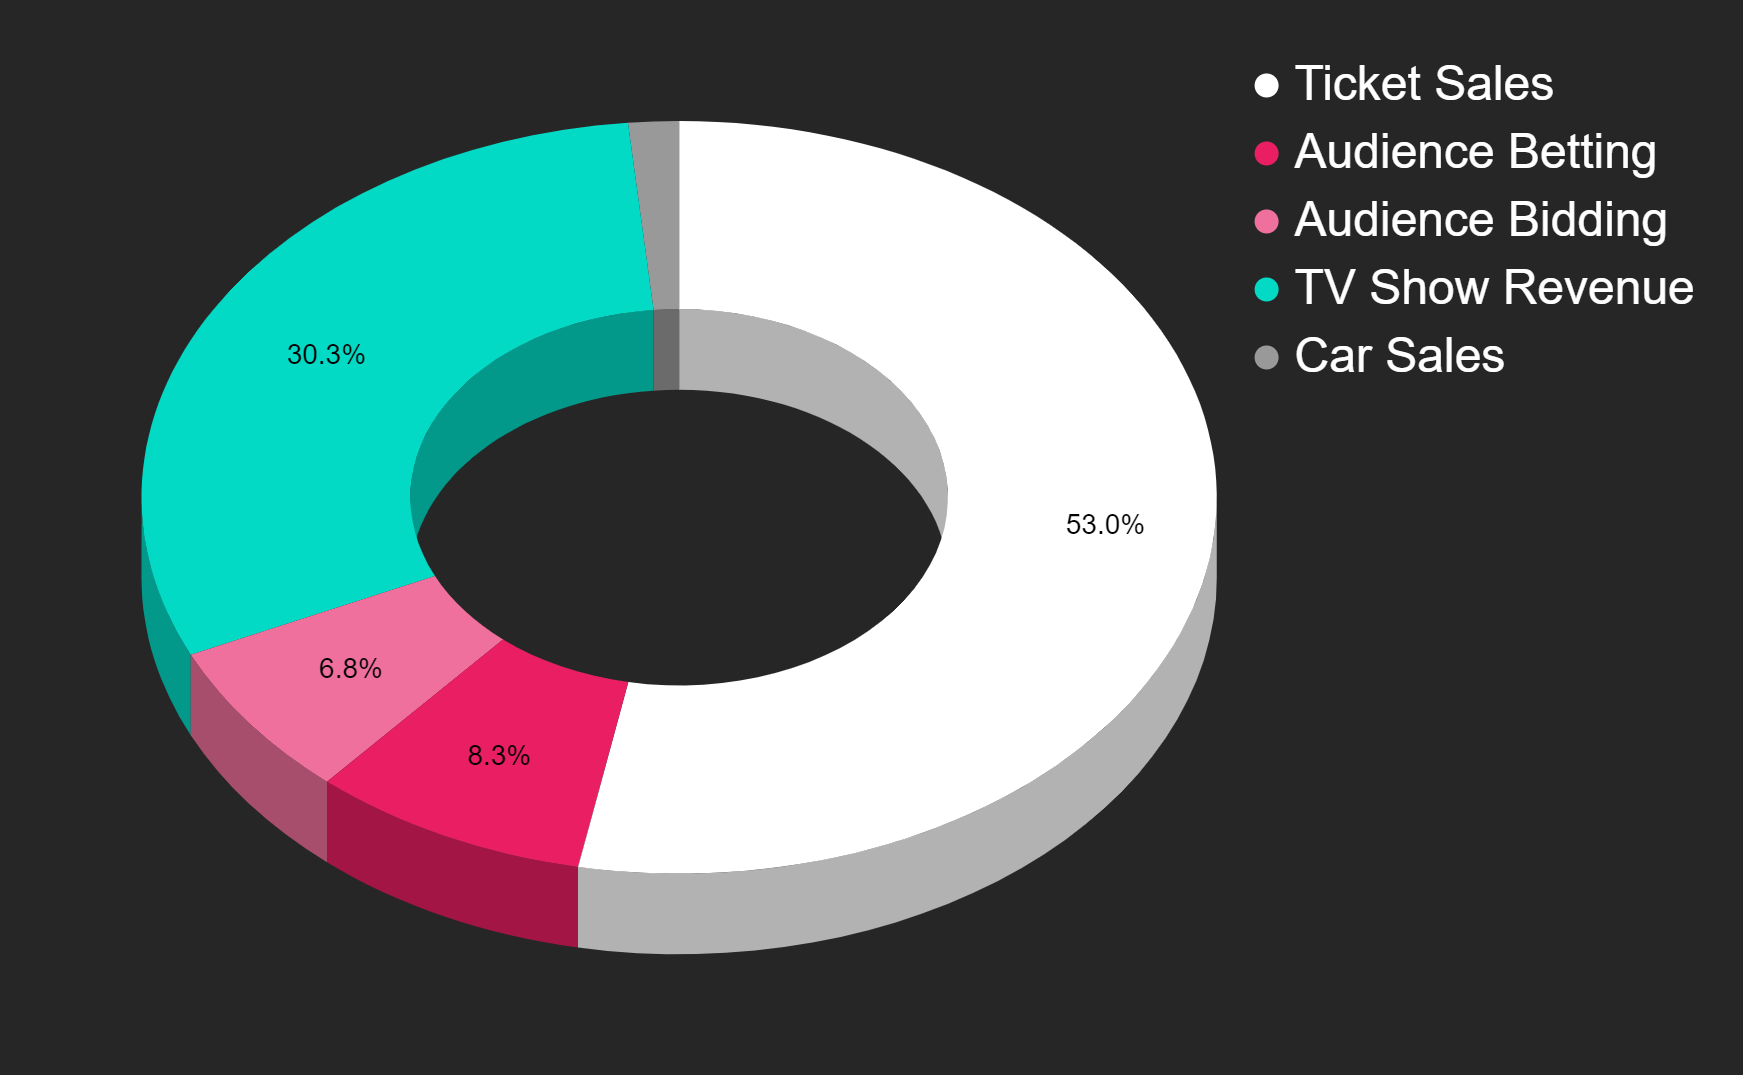 Ticket Sales
Audience Betting
Audience Bidding
TV Show Revenue
Car Sales
30.3%
53.0%
6.8%
8.3%